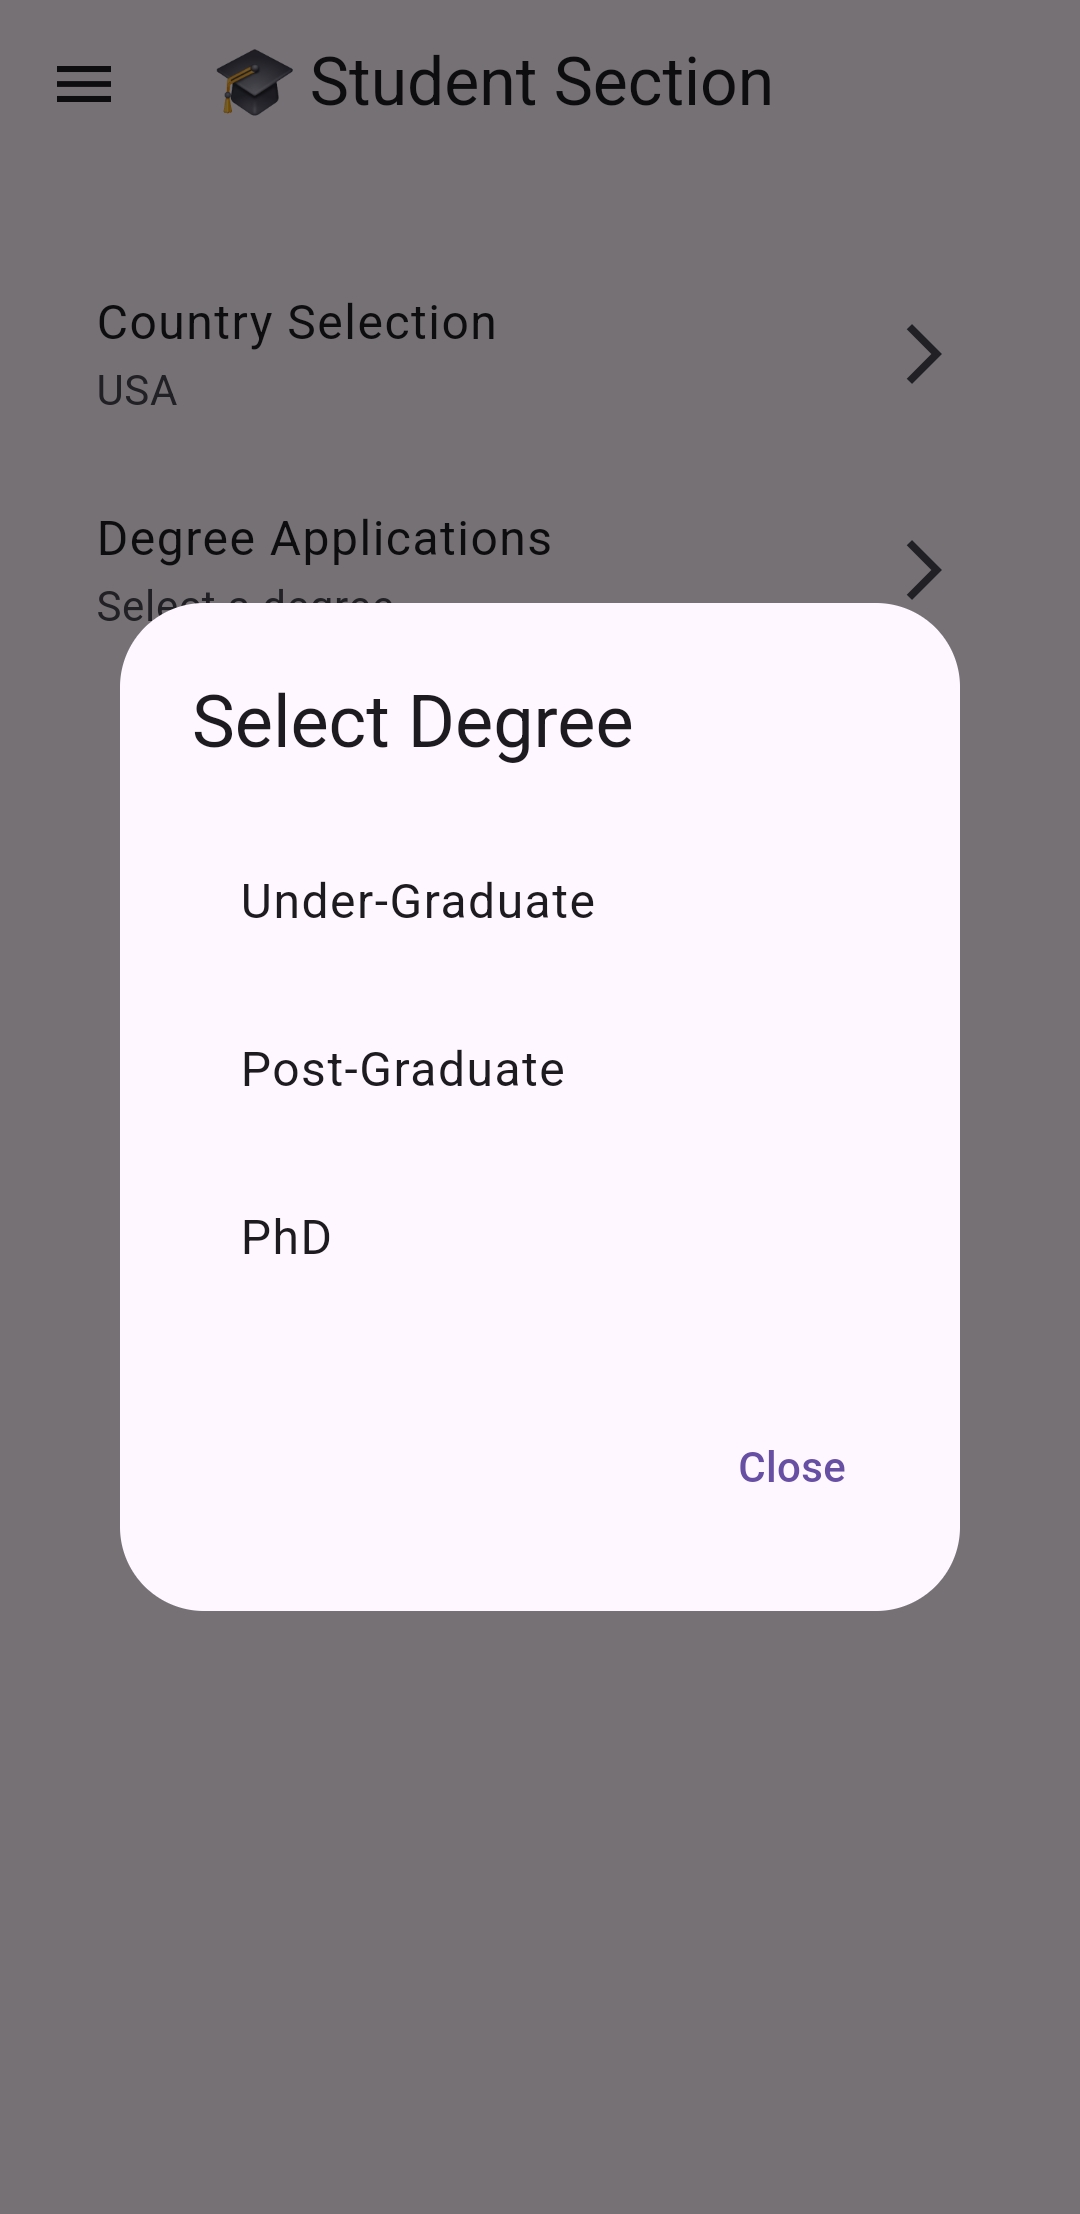 🎓 Student Section
Country Selection
USA
Degree Applications
Select a degree
Select Degree
Under-Graduate
Post-Graduate
PhD
Close